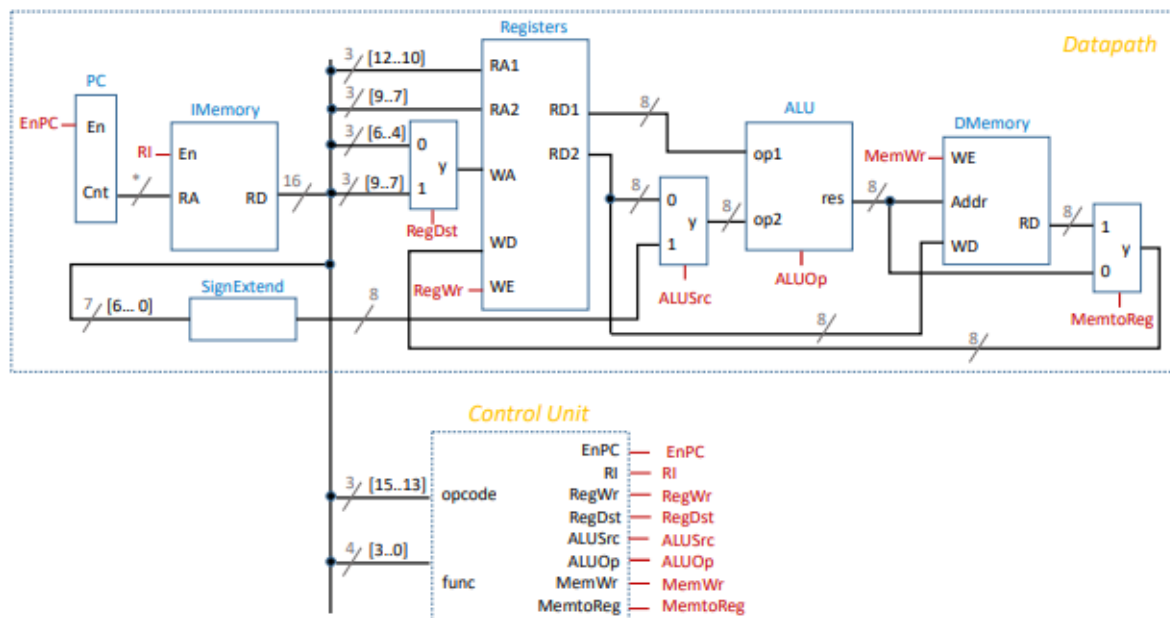 Registers
Datapath
3 [12..10]
RA1
PC
3 [9..7]
RA2
IMemory
RD1
8
ALU
EnPC
En
3 [6..4]
0
DMemory
RI
En
y
RD2
op1
MemWr
WE
Cnt
*
RA
RD
16
3 [9..7]
1
WA
8
0
y
8
op2
res
8
Addr
RD
8
1
y
RegDst
WD
1
WD
0
SignExtend
RegWr
WE
ALUSrc
ALUOp
7 [6... 0]
8
MemtoReg
8
8
Control Unit
EnPC EnPC
RI RI
3 [15..13]
opcode
RegWr RegWr
RegDst RegDst
ALUSrc ALUSrc
4 [3..0]
ALUOp ALUOp
func
MemWr MemWr
MemtoReg MemtoReg